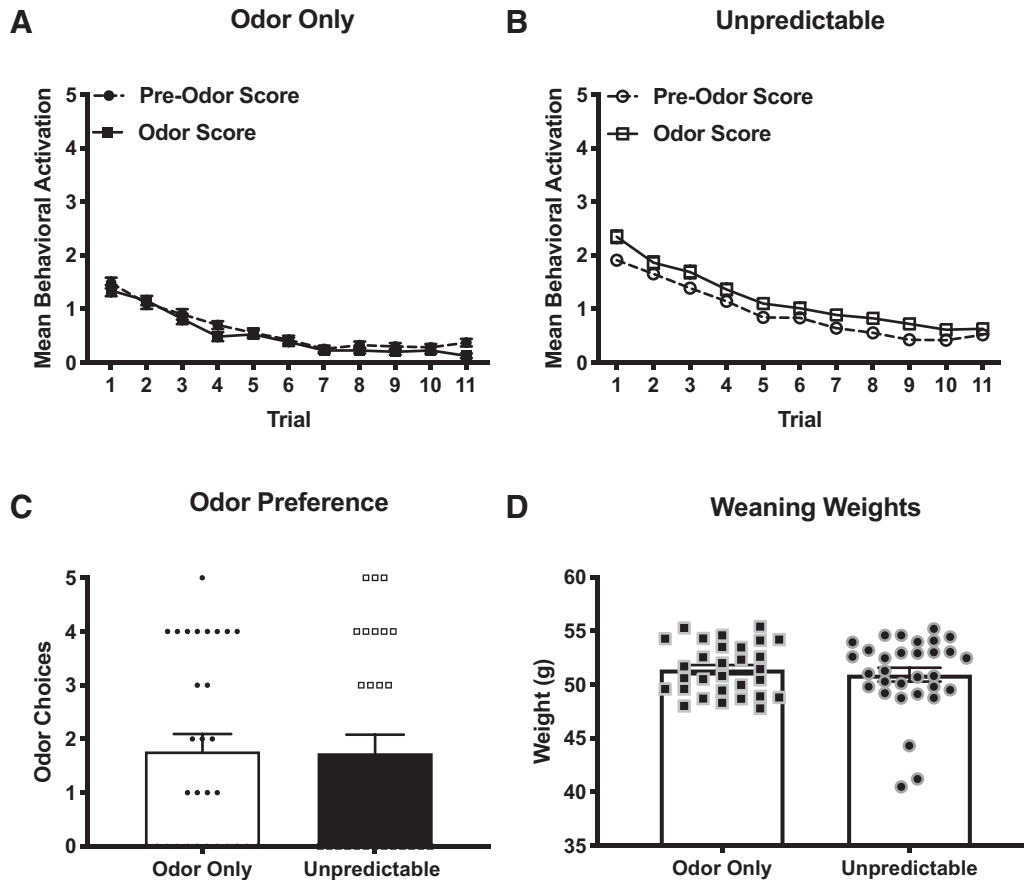 A
Odor Only
Pre-Odor Score
Odor Score
Mean Behavioral Activation
5
4
3
2
1
0
1 2 3 4 5 6 7 8 9 10 11
Trial
B
Unpredictable
Pre-Odor Score
Odor Score
Mean Behavioral Activation
5
4
3
2
1
0
1 2 3 4 5 6 7 8 9 10 11
Trial
C
Odor Preference
Odor Choices
5
4
3
2
1
0
Odor Only Unpredictable
D
Weaning Weights
Weight (g)
60
55
50
45
40
35
Odor Only Unpredictable